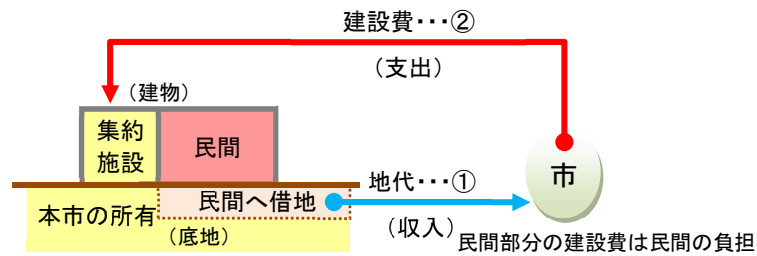 建設費・・・②
（支出）
（建物）
集約
施設
民間
市
地代・・・①
民間へ借地
本市の所有
（底地）
（収入）
民間部分の建設費は民間の負担